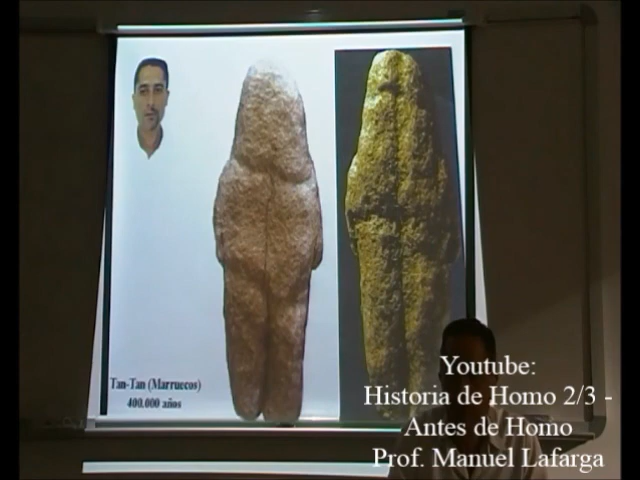 Tan-Tan (Marruecos)
400.000 años
Youtube:
Historia de Homo 2/3 -
Antes de Homo
Prof. Manuel Lafarga